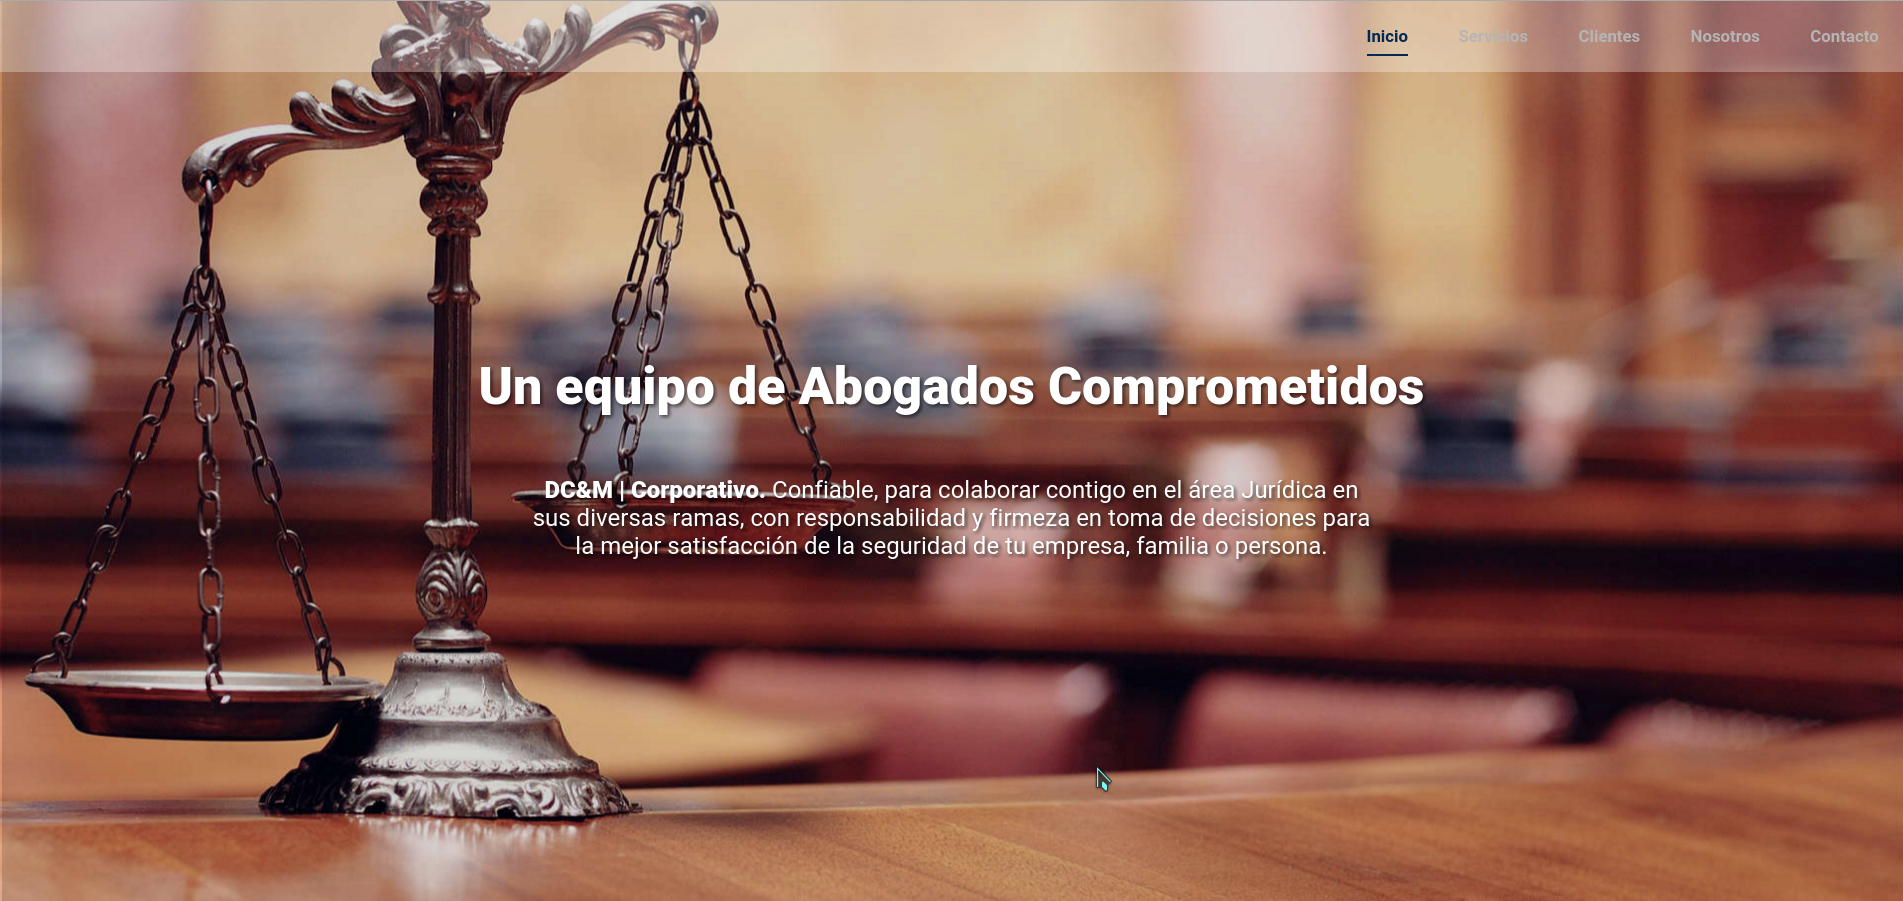 Inicio Servicios Clientes Nosotros Contacto
Un equipo de Abogados Comprometidos
DC&M | Corporativo. Confiable, para colaborar contigo en el área Jurídica en
sus diversas ramas, con responsabilidad y firmeza en toma de decisiones para
la mejor satisfacción de la seguridad de tu empresa, familia o persona.